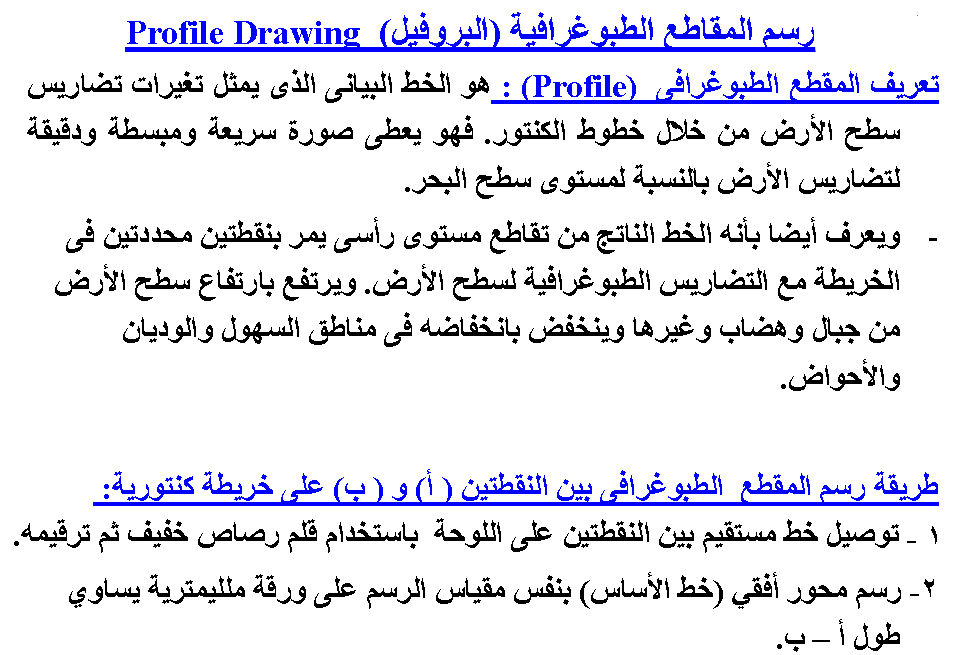 رسم المقاطع الطبوغرافية (البروفيل) Profile Drawing
تعريف المقطع الطبوغرافى (Profile) : هو الخط البيانى الذى يمثل تغيرات تضاريس
سطح الأرض من خلال خطوط الكنتور. فهو يعطى صورة سريعة ومبسطة ودقيقة
لتضاريس الأرض بالنسبة لمستوى سطح البحر.
- ويعرف أيضا بأنه الخط الناتج من تقاطع مستوى رأسى يمر بنقطتين محددتين فى
الخريطة مع التضاريس الطبوغرافية لسطح الأرض. ويرتفع بارتفاع سطح الأرض
من جبال وهضاب وغيرها وينخفض بانخفاضه فى مناطق السهول والوديان
والأحواض.
طريقة رسم المقطع الطبوغرافى بين النقطتين ( أ) و ( ب) على خريطة كنتورية:
١ - توصيل خط مستقيم بين النقطتين على اللوحة باستخدام قلم رصاص خفيف ثم ترقيمه.
٢- رسم محور أفقي (خط الأساس) بنفس مقياس الرسم على ورقة ملليمترية يساوي
طول أ – ب.